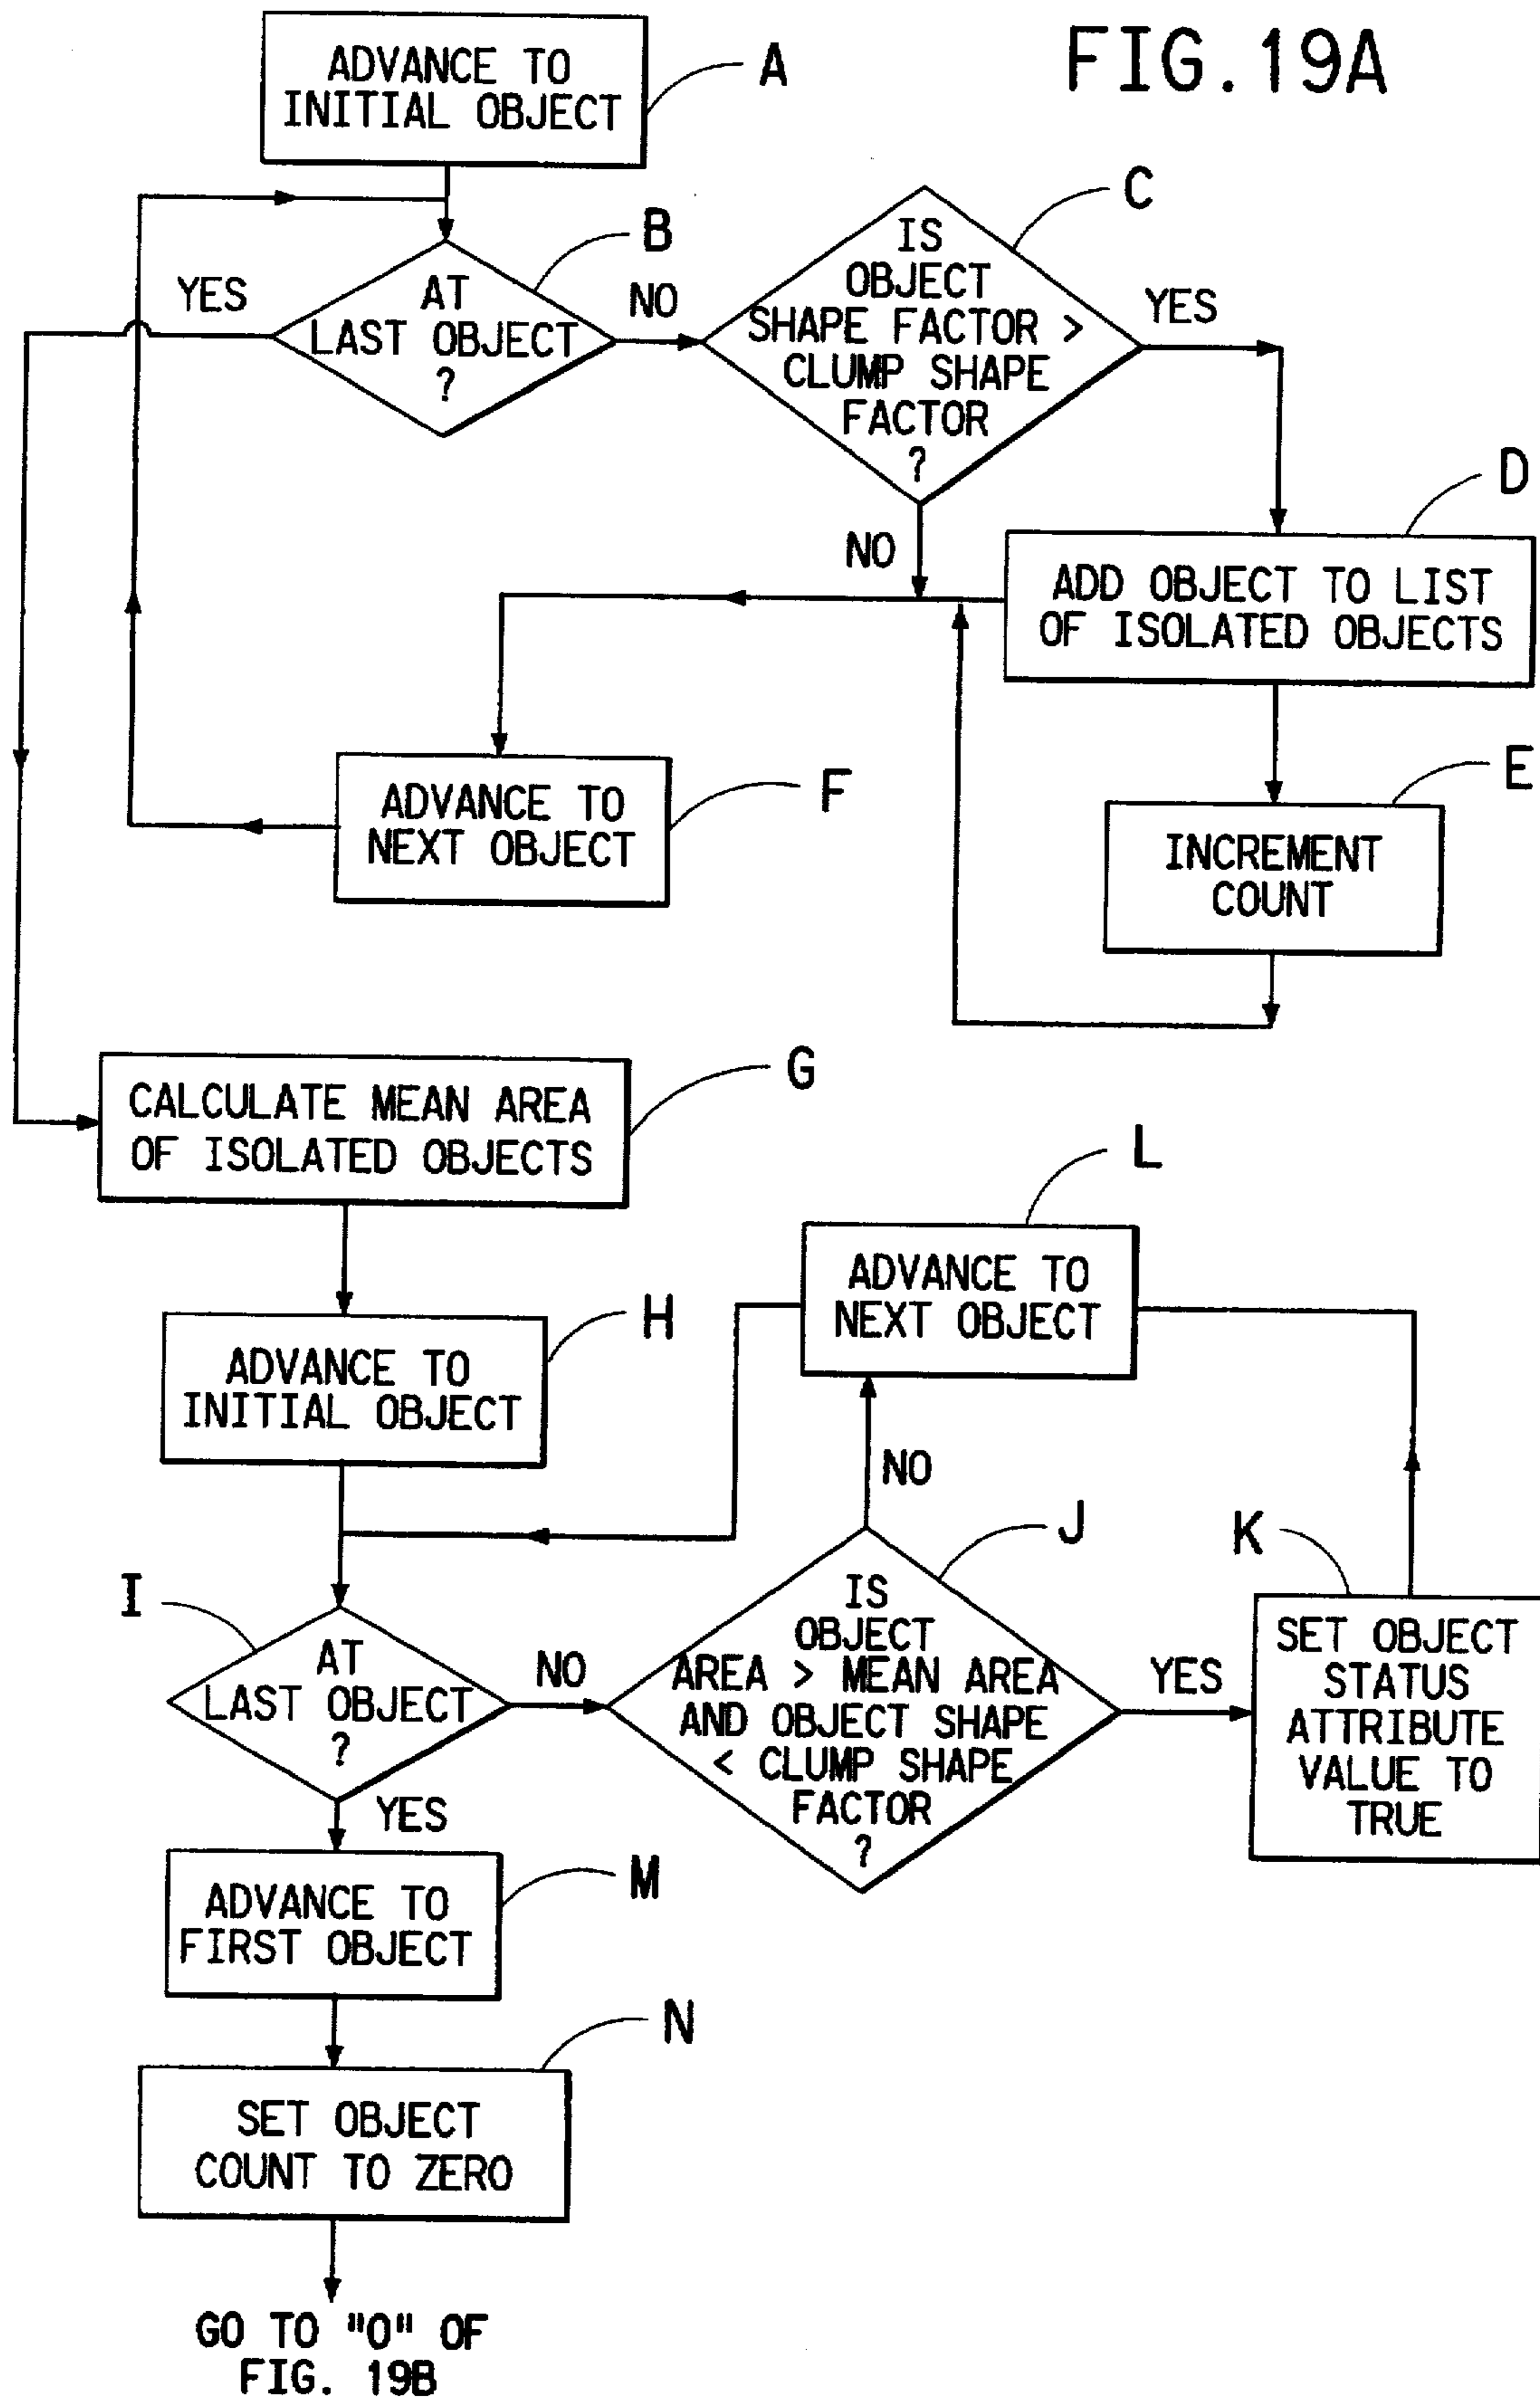 FIG.19A
ADVANCE TO
INITIAL OBJECT
A
AT
LAST OBJECT
?
B
YES
NO
IS
OBJECT
SHAPE FACTOR >
CLUMP SHAPE
FACTOR
?
C
YES
NO
ADD OBJECT TO LIST
OF ISOLATED OBJECTS
D
INCREMENT
COUNT
E
ADVANCE TO
NEXT OBJECT
F
CALCULATE MEAN AREA
OF ISOLATED OBJECTS
G
ADVANCE TO
INITIAL OBJECT
H
AT
LAST OBJECT
?
I
NO
YES
IS
OBJECT
AREA > MEAN AREA
AND OBJECT SHAPE
< CLUMP SHAPE
FACTOR
?
J
NO
YES
SET OBJECT
STATUS
ATTRIBUTE
VALUE TO
TRUE
K
ADVANCE TO
NEXT OBJECT
L
ADVANCE TO
FIRST OBJECT
M
SET OBJECT
COUNT TO ZERO
N
GO TO "O" OF
FIG. 19B